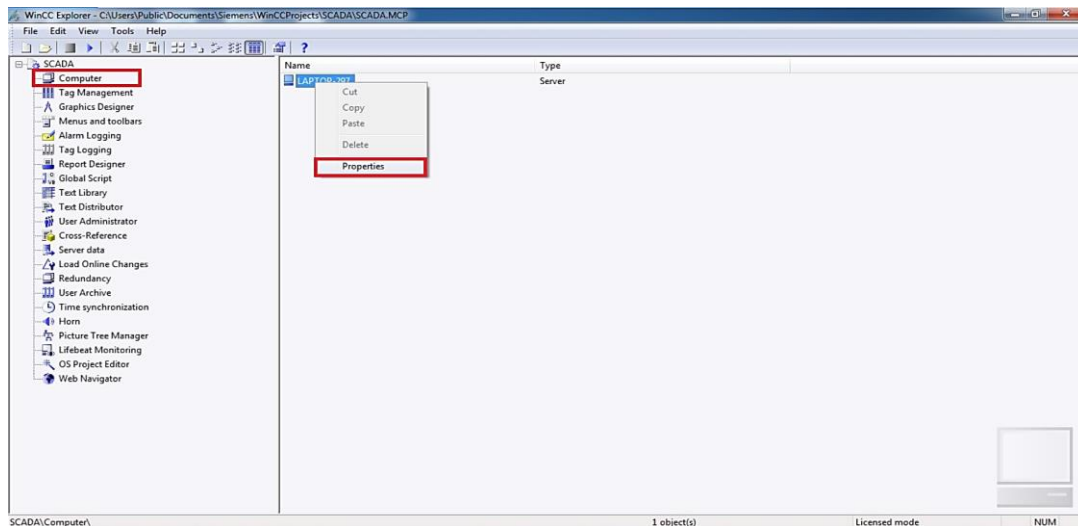 WinCC Explorer - C:\Users\Public\Documents\Siemens\WinCCProjects\SCADA\SCADA.MCP
File Edit View Tools Help
SCADA
Computer
Tag Management
Graphics Designer
Menus and toolbars
Alarm Logging
Tag Logging
Report Designer
Global Script
Text Library
Text Distributor
User Administrator
Cross-Reference
Server data
Load Online Changes
Redundancy
User Archive
Time synchronization
Horn
Picture Tree Manager
Lifebeat Monitoring
OS Project Editor
Web Navigator
Name Type
LAPTOP-297 Server
Cut
Copy
Paste
Delete
Properties
SCADA\Computer\ 1 object(s) Licensed mode NUM